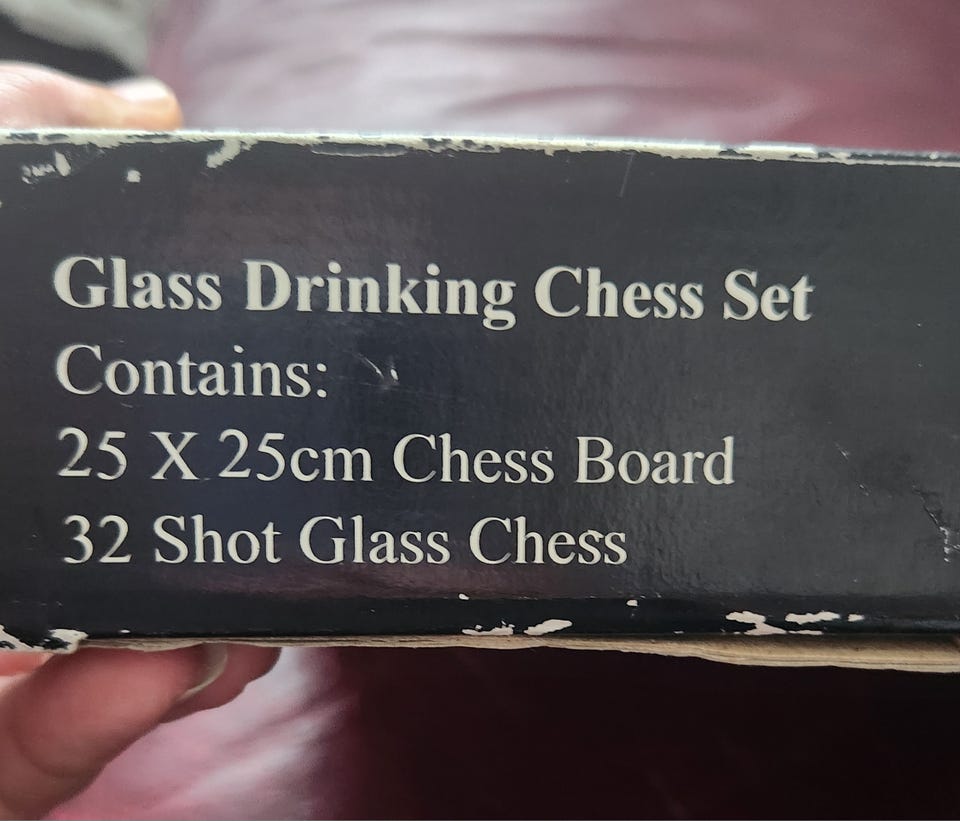 Glass Drinking Chess Set
Contains:
25 X 25cm Chess Board
32 Shot Glass Chess